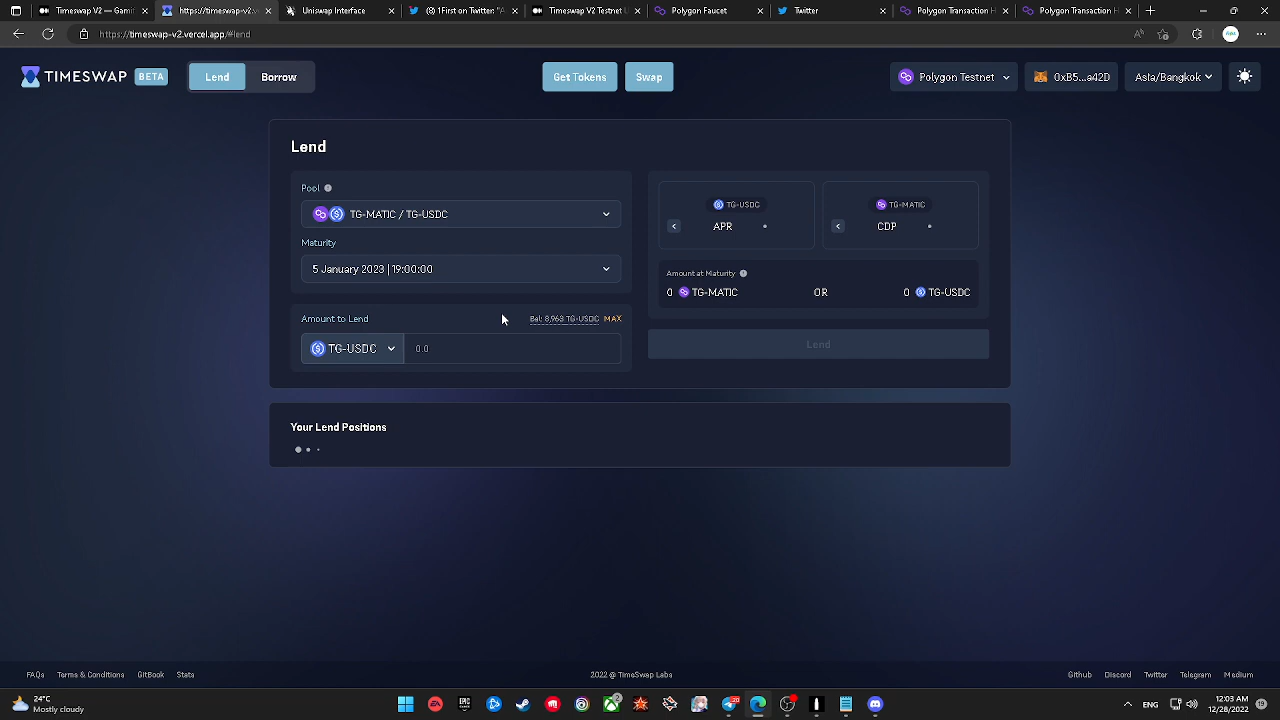 Timeswap V2 — Gami
https://timeswap-v2.ve
Uniswap Interface
(9) 1First on Twitter: "A
Timeswap V2 Testnet L
Polygon Faucet
Twitter
Polygon Transaction H
Polygon Transaction H
https://timeswap-v2.vercel.app/#lend
TIMESWAP BETA Lend Borrow Get Tokens Swap Polygon Testnet 0XB5...a42D Asia/Bangkok
Lend
Pool
TG-MATIC / TG-USDC
Maturity
5 January 2023 | 19:00:00
Amount to Lend Bal: 8,963 TG-USDC MAX
TG-USDC 0.0
TG-USDC
APR
TG-MATIC
CDP
Amount at Maturity
0 TG-MATIC OR 0 TG-USDC
Lend
Your Lend Positions
FAQs Terms & Conditions GitBook Stats 2022 @ TimeSwap Labs Github Discord Twitter Telegram Medium
24°C
Mostly cloudy
ENG
12:03 AM
12/28/2022